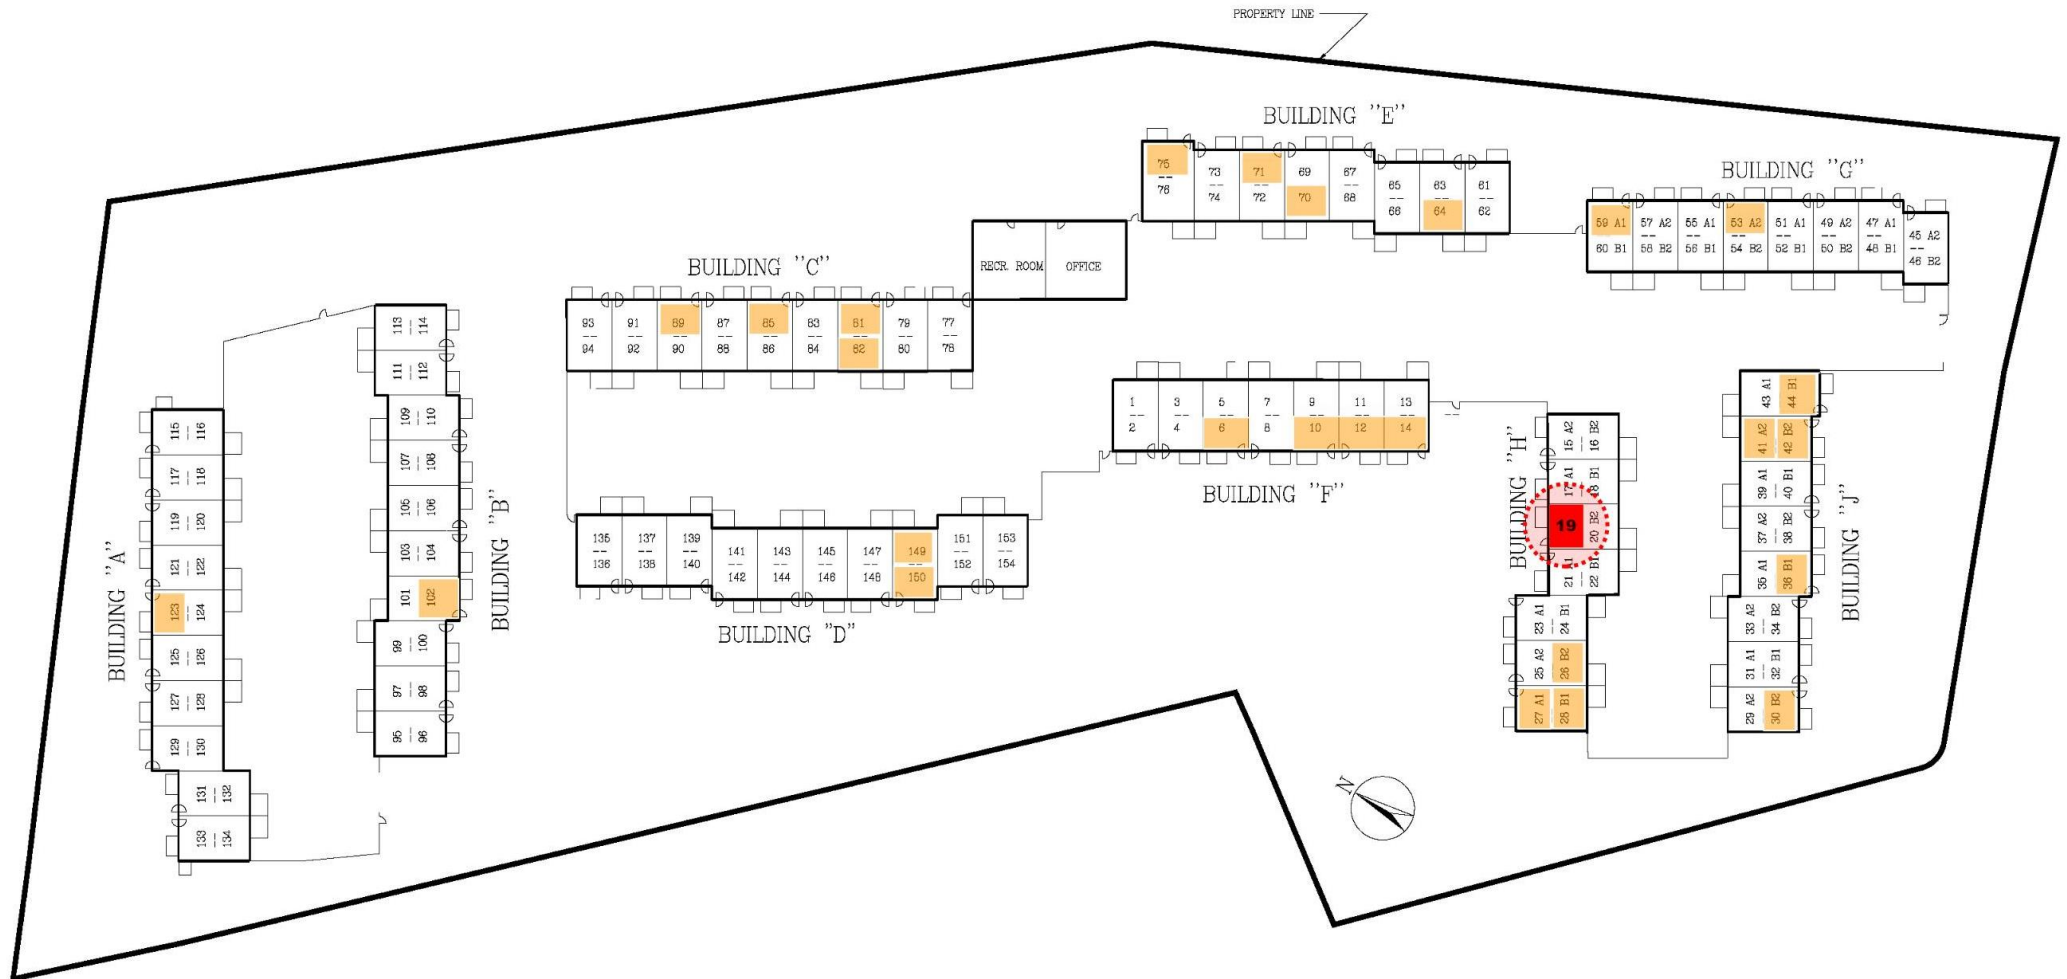 PROPERTY LINE
BUILDING "E"
75 73 71 69 67 65 63 61
76 74 72 70 68 66 64 62
BUILDING "G"
59 A1 57 A2 55 A1 53 A2 51 A1 49 A2 47 A1 45 A2
60 B1 58 B2 56 B1 54 B2 52 B1 50 B2 48 B1 46 B2
RECR. ROOM OFFICE
BUILDING "C"
93 91 89 87 85 83 81 79 77
94 92 90 88 86 84 82 80 78
BUILDING "F"
1 3 5 7 9 11 13
2 4 6 8 10 12 14
BUILDING "D"
135 137 139 141 143 145 147 149 151 153
136 138 140 142 144 146 148 150 152 154
BUILDING "A"
115 116
117 118
119 120
121 122
123 124
125 126
127 128
129 130
131 132
133 134
BUILDING "B"
113 114
111 112
109 110
107 108
105 106
103 104
101 102
99 100
97 98
95 96
BUILDING "H"
15 A2 16 B2
17 A1 18 B1
19 20 B2
21 A1 22 B1
23 A1 24 B1
25 A2 26 B2
27 A1 28 B1
BUILDING "J"
43 A1 44 B1
41 A2 42 B2
39 A1 40 B1
37 A2 38 B2
35 A1 36 B1
33 A2 34 B2
31 A1 32 B1
29 A2 30 B2
N